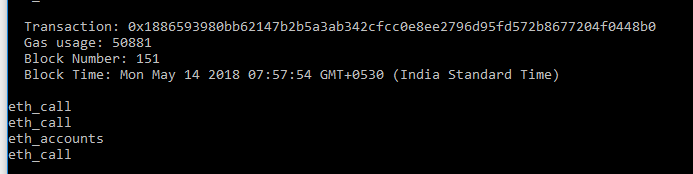 Transaction: 0x1886593980bb62147b2b5a3ab342cfcc0e8ee2796d95fd572b8677204f0448b0
Gas usage: 50881
Block Number: 151
Block Time: Mon May 14 2018 07:57:54 GMT+0530 (India Standard Time)
eth_call
eth_call
eth_accounts
eth_call